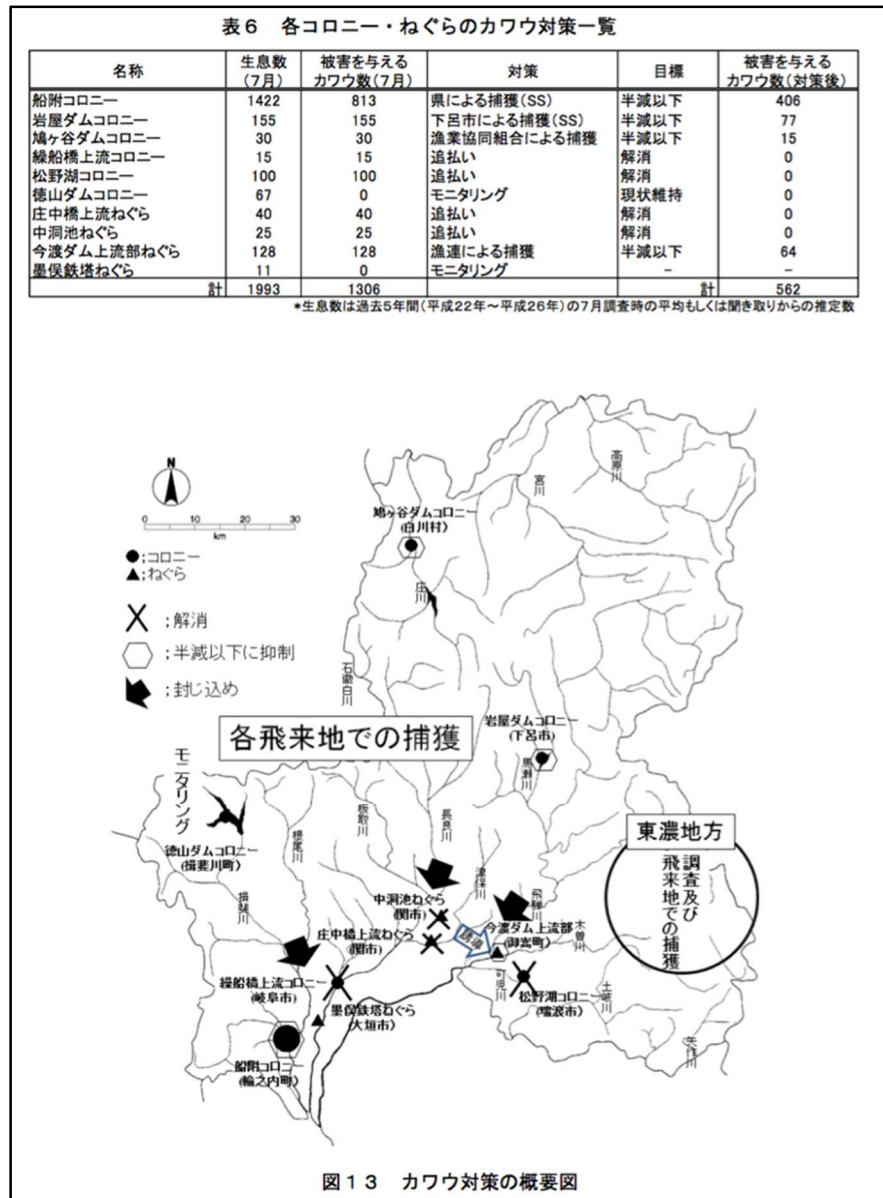 表6 各コロニー・ねぐらのカワウ対策一覧
名称 生息数(7月) 被害を与えるカワウ数(7月) 対策 目標 被害を与えるカワウ数(対策後)
船附コロニー 1422 813 県による捕獲(SS) 半減以下 406
岩屋ダムコロニー 155 155 下呂市による捕獲(SS) 半減以下 77
鳩ヶ谷ダムコロニー 30 30 漁業協同組合による捕獲 半減以下 15
繰船橋上流コロニー 15 15 追払い 解消 0
松野湖コロニー 100 100 追払い 解消 0
徳山ダムコロニー 67 0 モニタリング 現状維持 0
庄中橋上流ねぐら 40 40 追払い 解消 0
中洞池ねぐら 25 25 追払い 解消 0
今渡ダム上流部ねぐら 128 128 漁連による捕獲 半減以下 64
墨俣鉄塔ねぐら 11 0 モニタリング - -
計 1993 1306 計 562
*生息数は過去5年間(平成22年~平成26年)の7月調査時の平均もしくは聞き取りからの推定数
N
0 10 20 30
km
●;コロニー
▲;ねぐら
;解消
;半減以下に抑制
;封じ込め
高原川
宮川
鳩ヶ谷ダムコロニー
(白川村)
庄川
石徹白川
各飛来地での捕獲
岩屋ダムコロニー
(下呂市)
馬瀬川
モニタリング
徳山ダムコロニー
(揖斐川町)
揖斐川
根尾川
板取川
長良川
津保川
飛騨川
木曽川
東濃地方
調査及び
飛来地での捕獲
中洞池ねぐら
(関市)
庄中橋上流ねぐら
(関市)
誘導
今渡ダム上流部
(御嵩町)
可児川
松野湖コロニー
(瑞浪市)
土岐川
矢作川
繰船橋上流コロニー
(岐阜市)
墨俣鉄塔ねぐら
(大垣市)
船附コロニー
(輪之内町)
図13 カワウ対策の概要図